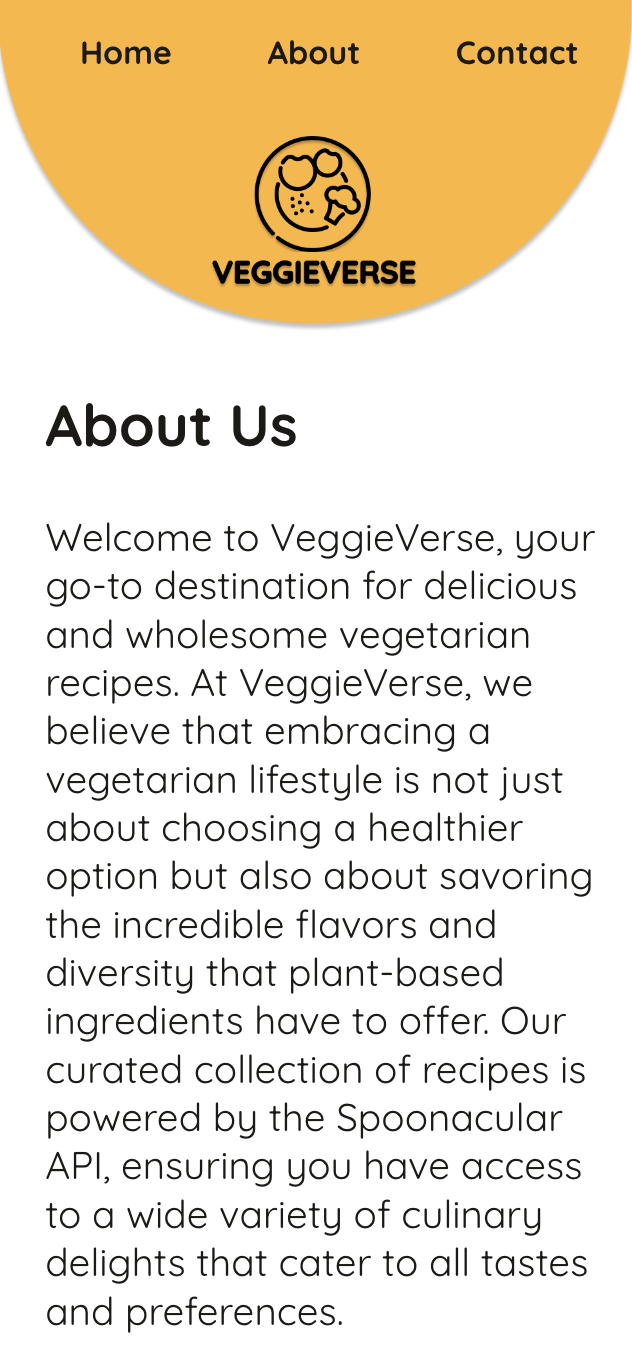 Home About Contact
VEGGIEVERSE
About Us
Welcome to VeggieVerse, your
go-to destination for delicious
and wholesome vegetarian
recipes. At VeggieVerse, we
believe that embracing a
vegetarian lifestyle is not just
about choosing a healthier
option but also about savoring
the incredible flavors and
diversity that plant-based
ingredients have to offer. Our
curated collection of recipes is
powered by the Spoonacular
API, ensuring you have access
to a wide variety of culinary
delights that cater to all tastes
and preferences.